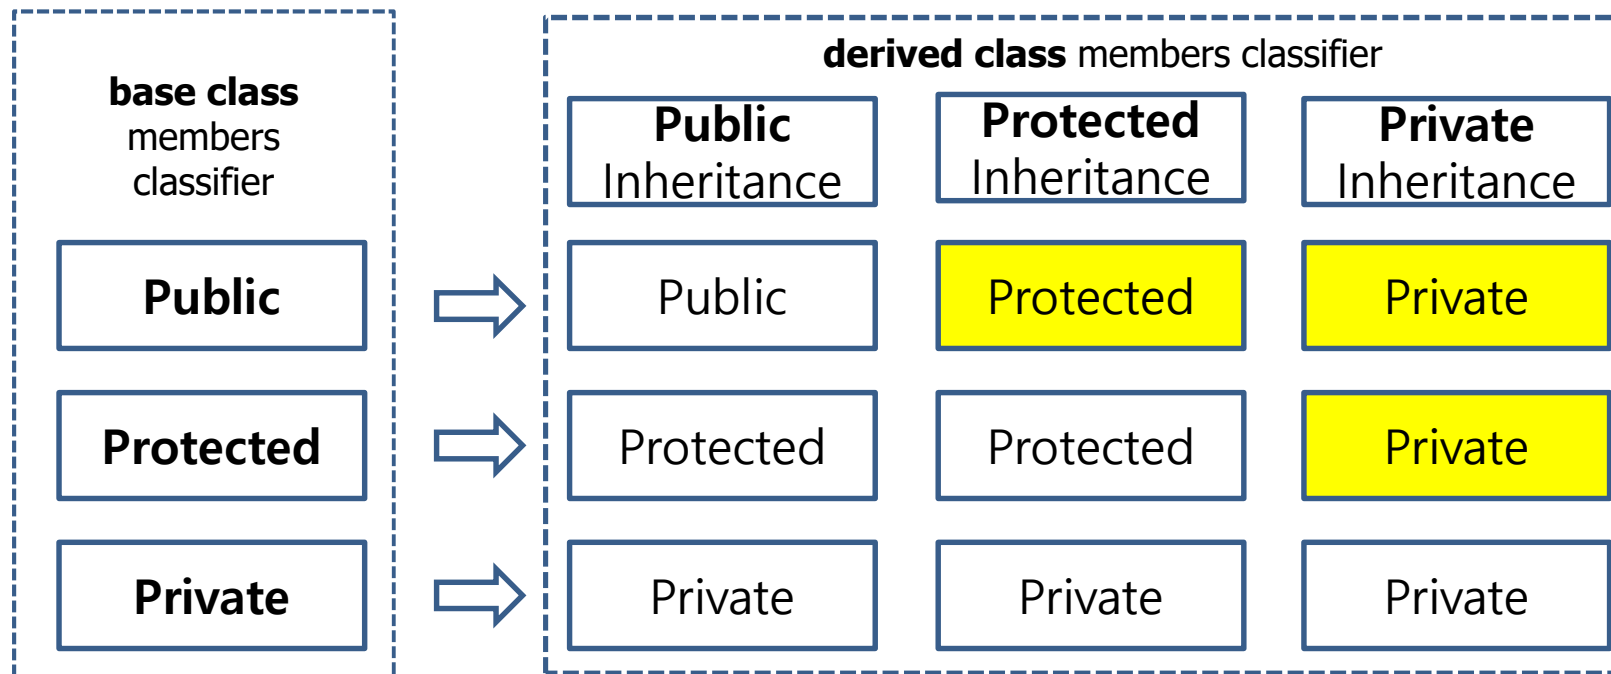 base class
members
classifier
derived class members classifier
Public
Inheritance
Protected
Inheritance
Private
Inheritance
Public
Public
Protected
Private
Protected
Protected
Protected
Private
Private
Private
Private
Private